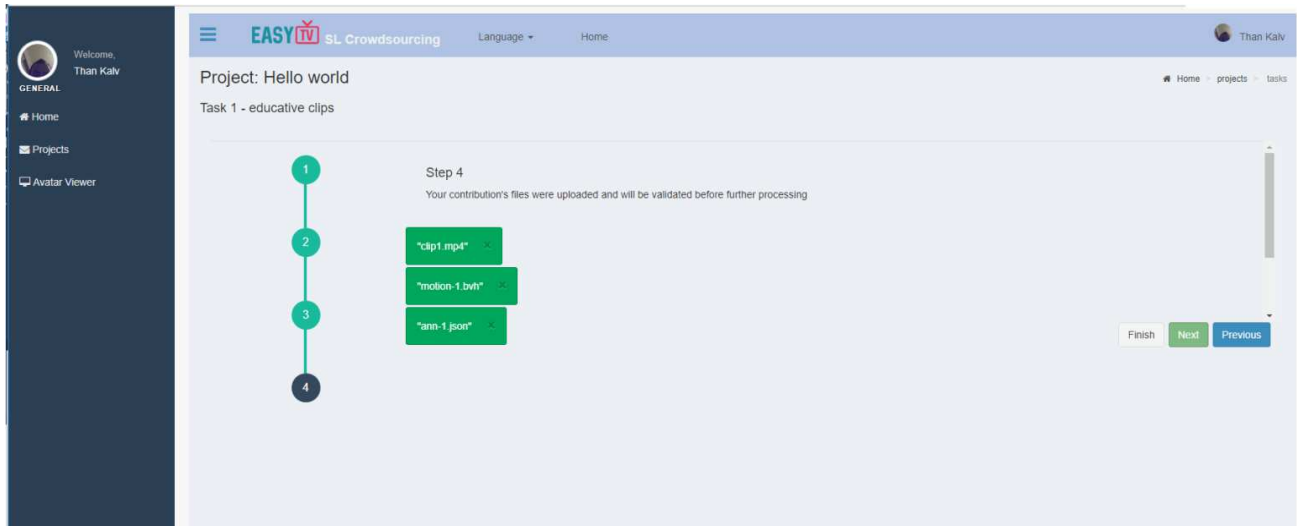 Welcome,
Than Kalv
GENERAL
Home
Projects
Avatar Viewer
EASY TV SL Crowdsourcing
Language
Home
Than Kalv
Project: Hello world
Home > projects > tasks
Task 1 - educative clips
1
2
3
4
Step 4
Your contribution's files were uploaded and will be validated before further processing
"clip1.mp4" ×
"motion-1.bvh" ×
"ann-1.json" ×
Finish
Next
Previous